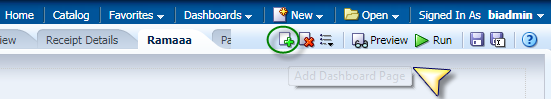 Home Catalog Favorites Dashboards New Open Signed In As biadmin
iew Receipt Details Ramaaa Pa Preview Run
Add Dashboard Page